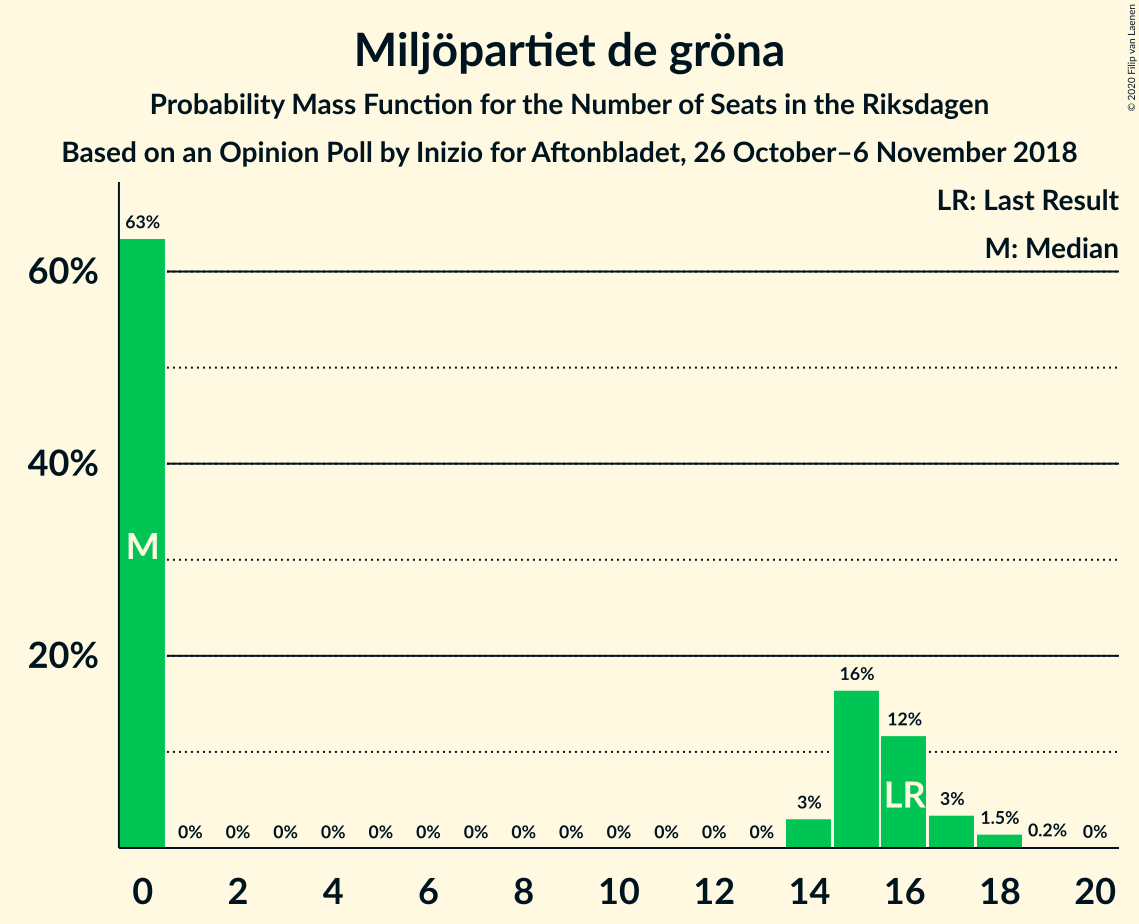 Miljöpartiet de gröna
Probability Mass Function for the Number of Seats in the Riksdagen
Based on an Opinion Poll by Inizio for Aftonbladet, 26 October–6 November 2018
© 2020 Filip van Laenen
LR: Last Result
M: Median
60%
40%
20%
63%
M
0% 0% 0% 0% 0% 0% 0% 0% 0% 0% 0% 0% 0%
3%
16%
12%
LR
3%
1.5%
0.2%
0%
0 2 4 6 8 10 12 14 16 18 20